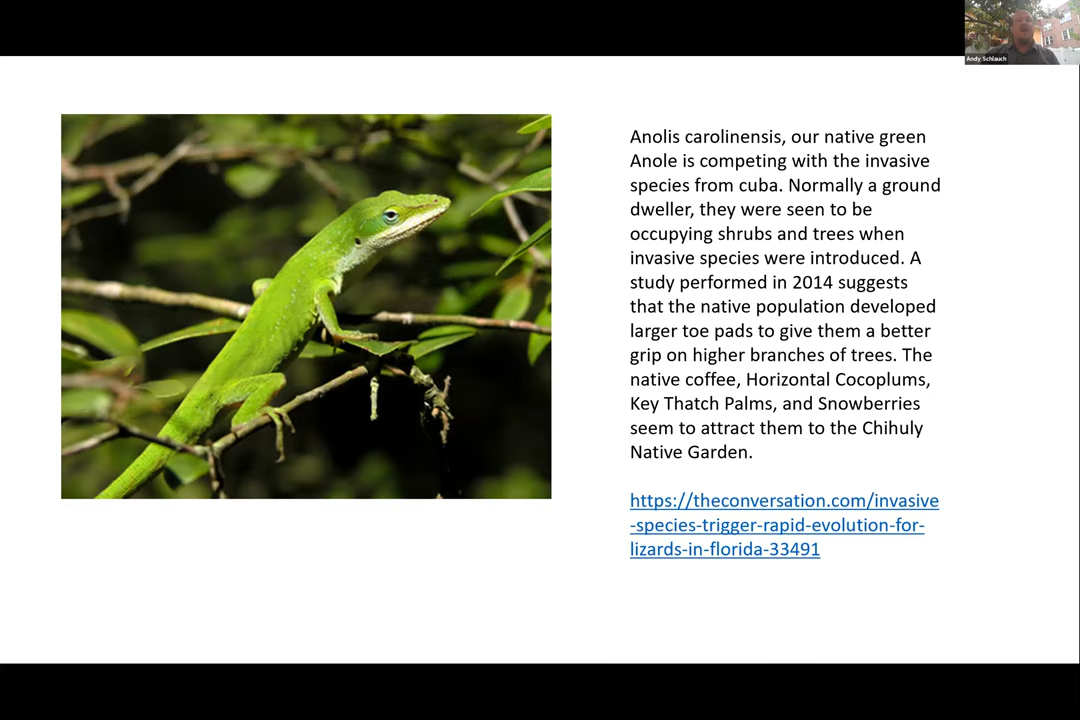 Andy Schlauch
Anolis carolinensis, our native green
Anole is competing with the invasive
species from cuba. Normally a ground
dweller, they were seen to be
occupying shrubs and trees when
invasive species were introduced. A
study performed in 2014 suggests
that the native population developed
larger toe pads to give them a better
grip on higher branches of trees. The
native coffee, Horizontal Cocoplums,
Key Thatch Palms, and Snowberries
seem to attract them to the Chihuly
Native Garden.
https://theconversation.com/invasive
-species-trigger-rapid-evolution-for-
lizards-in-florida-33491